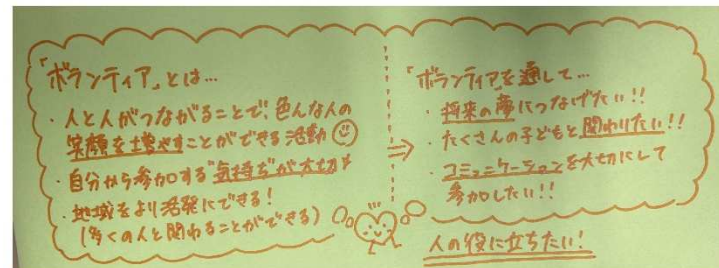 「ボランティア」とは…
・人と人がつながることで、色んな人の
笑顔を増やすことができる活動
・自分から参加する"気持ち"が大切
・地域をより活発にできる!
(多くの人と関わることができる)
⇒
「ボランティア」を通して…
・将来の夢につなげたい!!
・たくさんの子どもと関わりたい!!
・コミュニケーションを大切にして
参加したい!!
人の役に立ちたい!